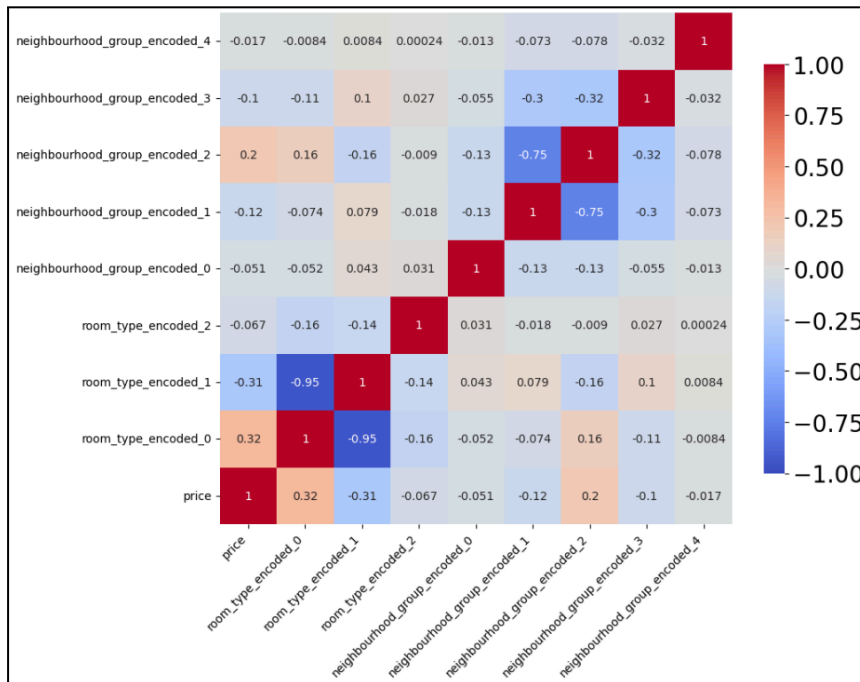 neighbourhood_group_encoded_4 -0.017 -0.0084 0.0084 0.00024 -0.013 -0.073 -0.078 -0.032 1
neighbourhood_group_encoded_3 -0.1 -0.11 0.1 0.027 -0.055 -0.3 -0.32 1 -0.032
neighbourhood_group_encoded_2 0.2 0.16 -0.16 -0.009 -0.13 -0.75 1 -0.32 -0.078
neighbourhood_group_encoded_1 -0.12 -0.074 0.079 -0.018 -0.13 1 -0.75 -0.3 -0.073
neighbourhood_group_encoded_0 -0.051 -0.052 0.043 0.031 1 -0.13 -0.13 -0.055 -0.013
room_type_encoded_2 -0.067 -0.16 -0.14 1 0.031 -0.018 -0.009 0.027 0.00024
room_type_encoded_1 -0.31 -0.95 1 -0.14 0.043 0.079 -0.16 0.1 0.0084
room_type_encoded_0 0.32 1 -0.95 -0.16 -0.052 -0.074 0.16 -0.11 -0.0084
price 1 0.32 -0.31 -0.067 -0.051 -0.12 0.2 -0.1 -0.017
price
room_type_encoded_0
room_type_encoded_1
room_type_encoded_2
neighbourhood_group_encoded_0
neighbourhood_group_encoded_1
neighbourhood_group_encoded_2
neighbourhood_group_encoded_3
neighbourhood_group_encoded_4
1.00
0.75
0.50
0.25
0.00
−0.25
−0.50
−0.75
−1.00